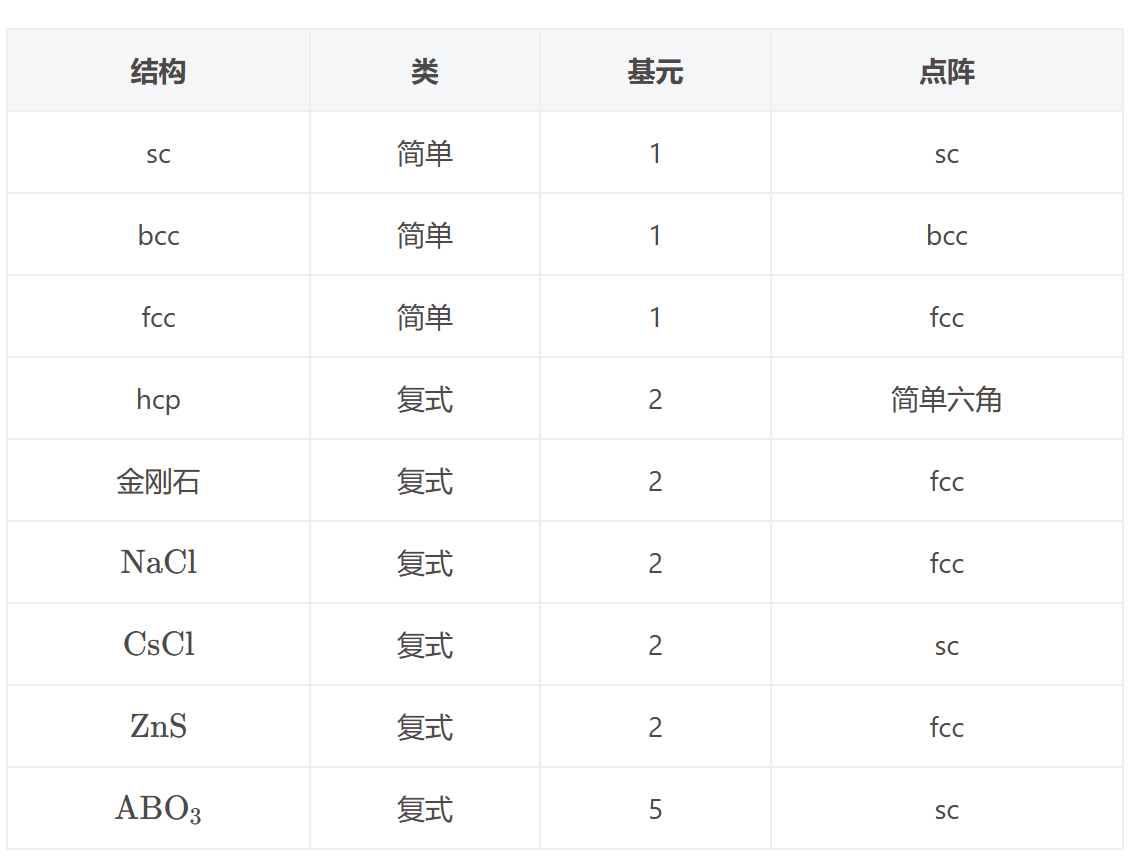 结构 类 基元 点阵
sc 简单 1 sc
bcc 简单 1 bcc
fcc 简单 1 fcc
hcp 复式 2 简单六角
金刚石 复式 2 fcc
NaCl 复式 2 fcc
CsCl 复式 2 sc
ZnS 复式 2 fcc
ABO₃ 复式 5 sc